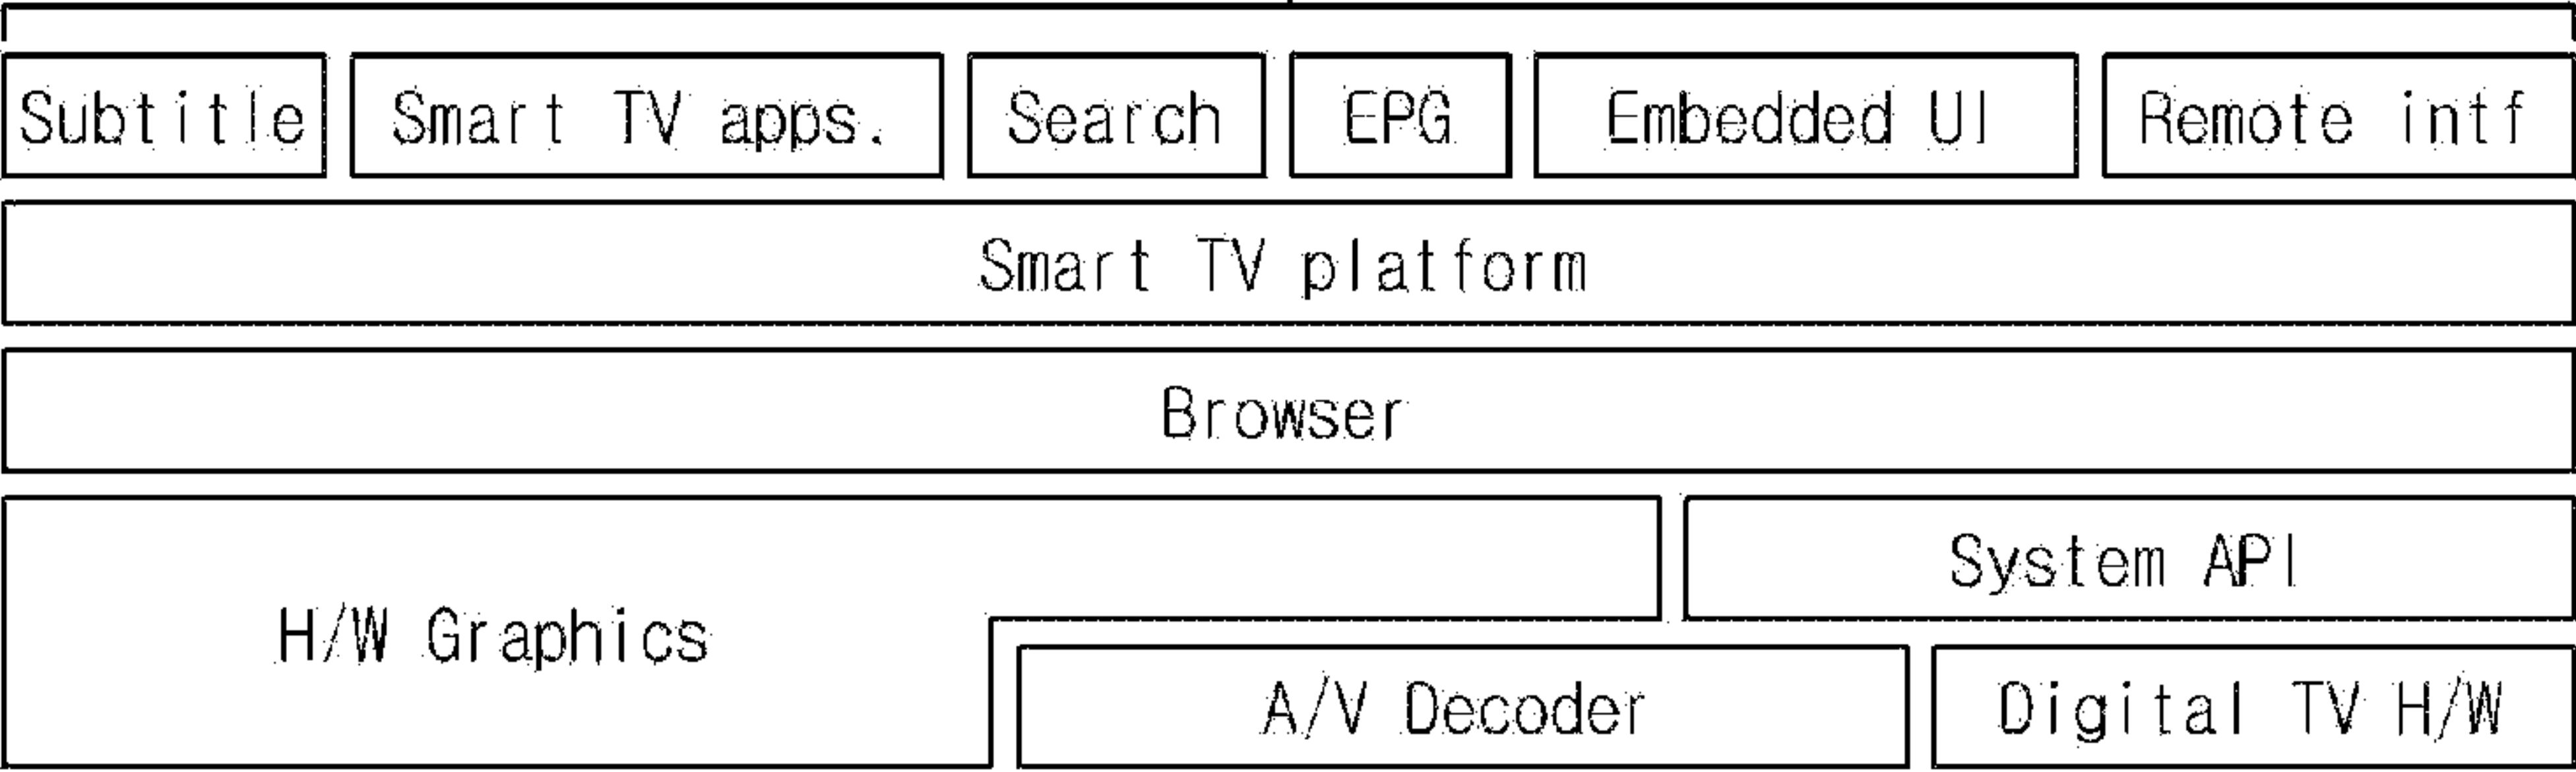 Subtitle Smart TV apps. Search EPG Embedded UI Remote intf
Smart TV platform
Browser
System API
H/W Graphics
A/V Decoder Digital TV H/W